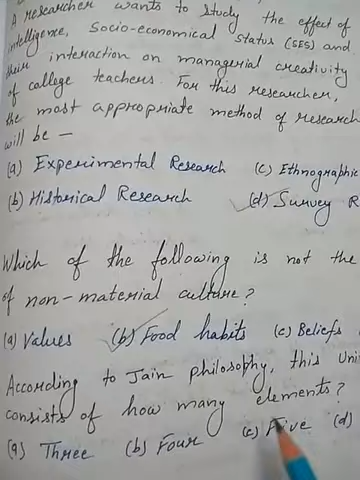 A researcher wants to study the effect of
intelligence, Socio-economical Status (SES) and
their interaction on managerial creativity
of college teachers. For this researcher,
the most appropriate method of research
will be —
(a) Experimental Research (c) Ethnographic
(b) Historical Research (d) Survey R
Which of the following is not the
of non-material culture?
(a) Values (b) Food habits (c) Beliefs
According to Jain philosophy, this Uni
consists of how many elements?
(a) Three (b) Four (c) Five (d)